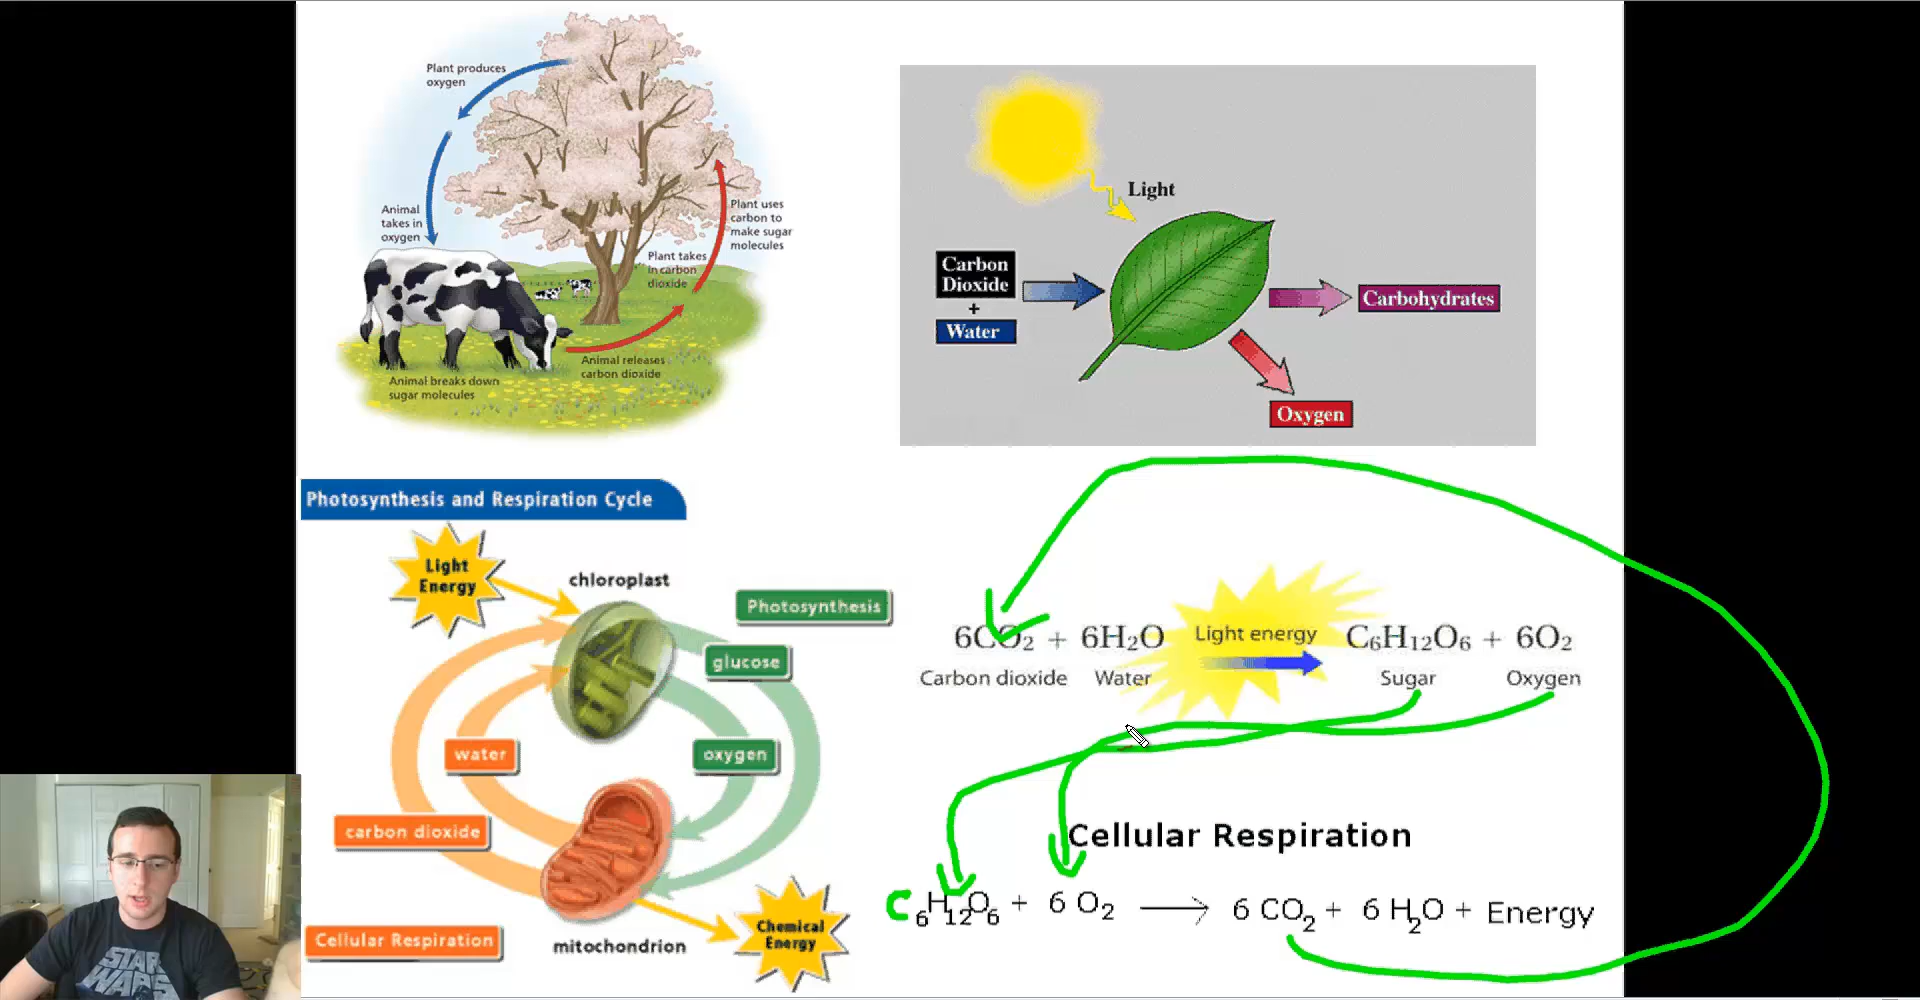 Plant produces
oxygen
Animal
takes in
oxygen
Plant uses
carbon to
make sugar
molecules
Plant takes
in carbon
dioxide
Animal releases
carbon dioxide
Animal breaks down
sugar molecules
Light
Carbon
Dioxide
+
Water
Carbohydrates
Oxygen
Photosynthesis and Respiration Cycle
Light
Energy
chloroplast
Photosynthesis
glucose
water
oxygen
carbon dioxide
Cellular Respiration
mitochondrion
Chemical
Energy
6CO₂ + 6H₂O Light energy C₆H₁₂O₆ + 6O₂
Carbon dioxide Water Sugar Oxygen
Cellular Respiration
C₆H₁₂O₆ + 6 O₂ → 6 CO₂ + 6 H₂O + Energy
STAR
WARS